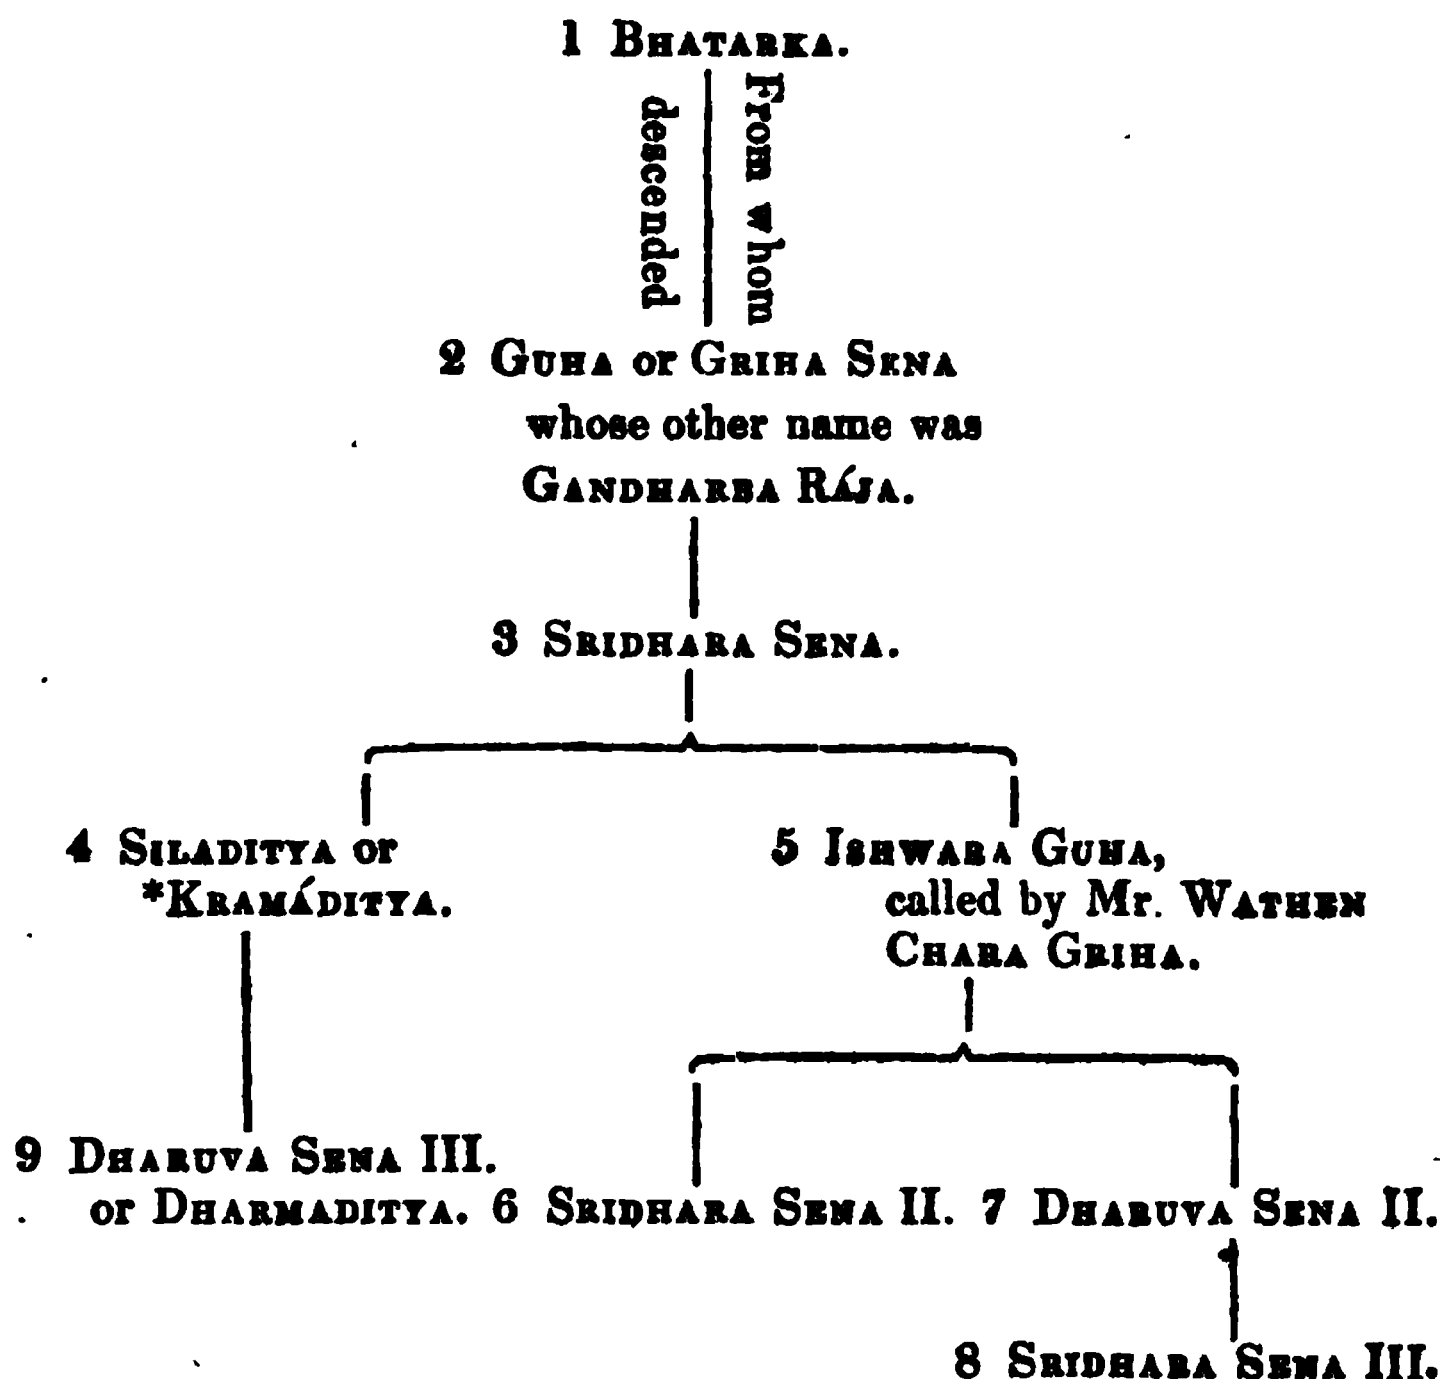 1 BHATARKA.
From whom
descended
2 GUHA or GRIHA SENA
whose other name was
GANDHARBA RÁJA.
3 SRIDHARA SENA.
4 SILADITYA or
*KRAMÁDITYA.
5 ISHWARA GUHA,
called by Mr. WATHEN
CHARA GRIHA.
9 DHARUVA SENA III.
or DHARMADITYA.
6 SRIDHARA SENA II.
7 DHARUVA SENA II.
8 SRIDHARA SENA III.